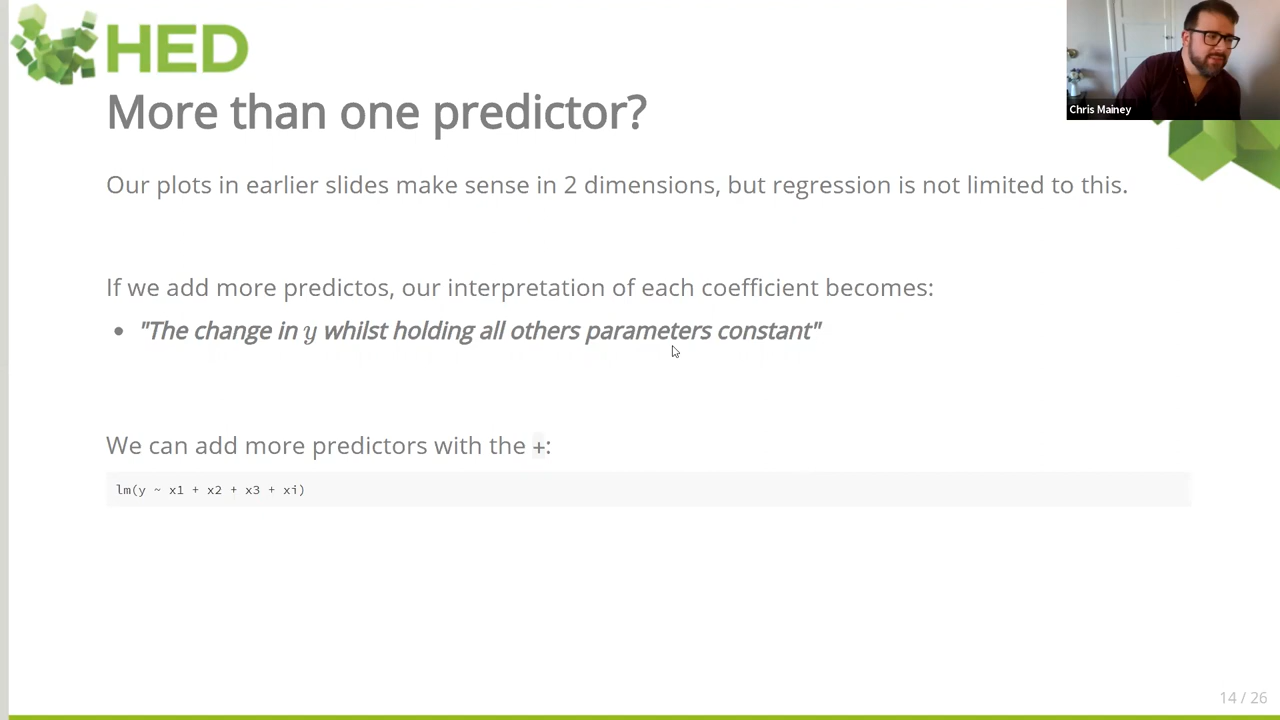 HED
Chris Mainey
More than one predictor?
Our plots in earlier slides make sense in 2 dimensions, but regression is not limited to this.
If we add more predictos, our interpretation of each coefficient becomes:
• "The change in y whilst holding all others parameters constant"
We can add more predictors with the +:
lm(y ~ x1 + x2 + x3 + xi)
14 / 26